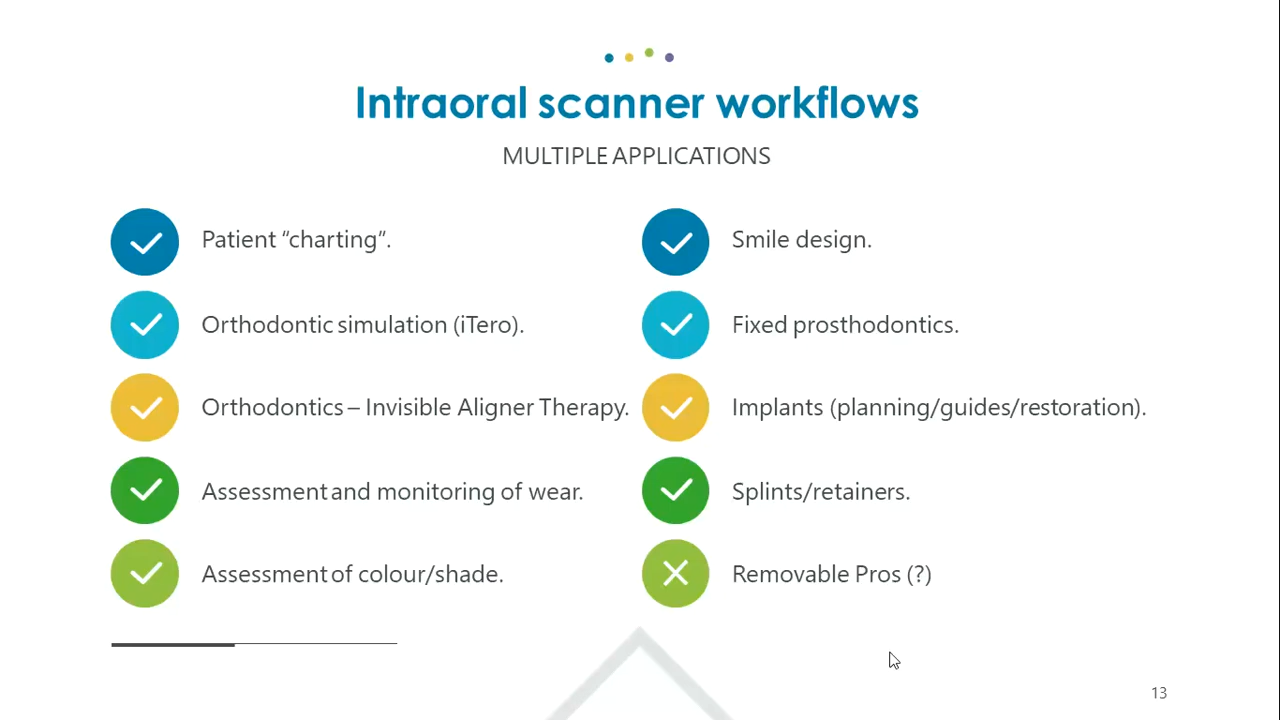 Intraoral scanner workflows
MULTIPLE APPLICATIONS
Patient “charting”.
Orthodontic simulation (iTero).
Orthodontics – Invisible Aligner Therapy.
Assessment and monitoring of wear.
Assessment of colour/shade.
Smile design.
Fixed prosthodontics.
Implants (planning/guides/restoration).
Splints/retainers.
Removable Pros (?)
13